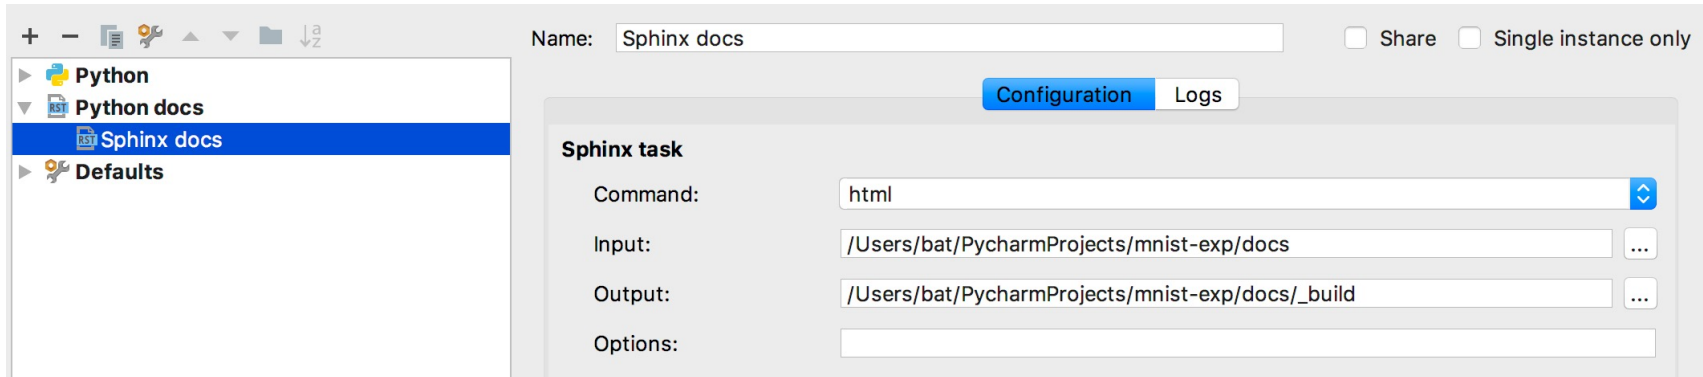 Name: Sphinx docs Share Single instance only
Python
Python docs
Sphinx docs
Defaults
Configuration Logs
Sphinx task
Command: html
Input: /Users/bat/PycharmProjects/mnist-exp/docs ...
Output: /Users/bat/PycharmProjects/mnist-exp/docs/_build ...
Options: